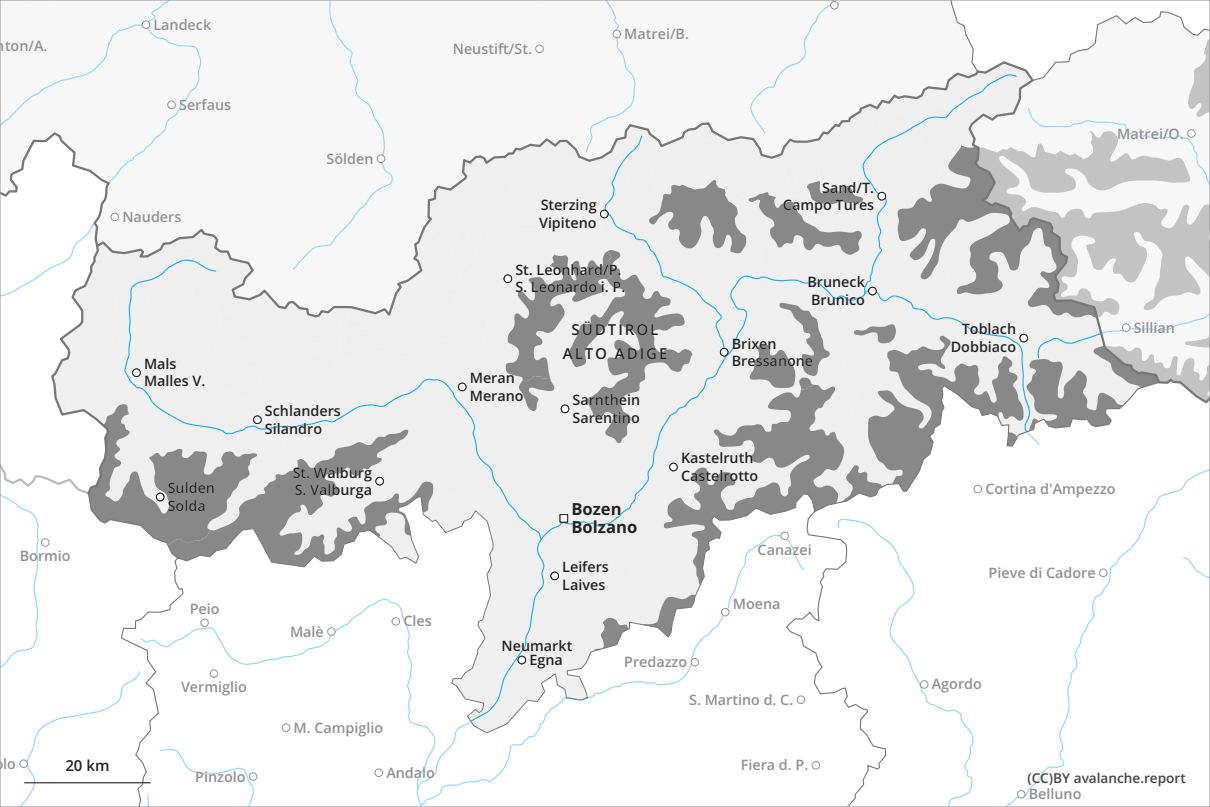 Landeck
Matrei/B.
Neustift/St.
nton/A.
Serfaus
Matrei/O.
Sölden
Sand/T.
Campo Tures
Sterzing
Vipiteno
Nauders
St. Leonhard/P.
S. Leonardo i. P.
Bruneck
Brunico
SÜDTIROL
ALTO ADIGE
Toblach
Dobbiaco
Sillian
Brixen
Bressanone
Mals
Malles V.
Meran
Merano
Sarnthein
Sarentino
Schlanders
Silandro
Kastelruth
Castelrotto
St. Walburg
S. Valburga
Sulden
Solda
Cortina d'Ampezzo
Bozen
Bolzano
Canazei
Bormio
Leifers
Laives
Pieve di Cadore
Peio
Moena
Cles
Malè
Neumarkt
Egna
Predazzo
Vermiglio
Agordo
S. Martino d. C.
M. Campiglio
Fiera d. P.
olo
20 km
Pinzolo
Andalo
(CC)BY avalanche.report
Belluno